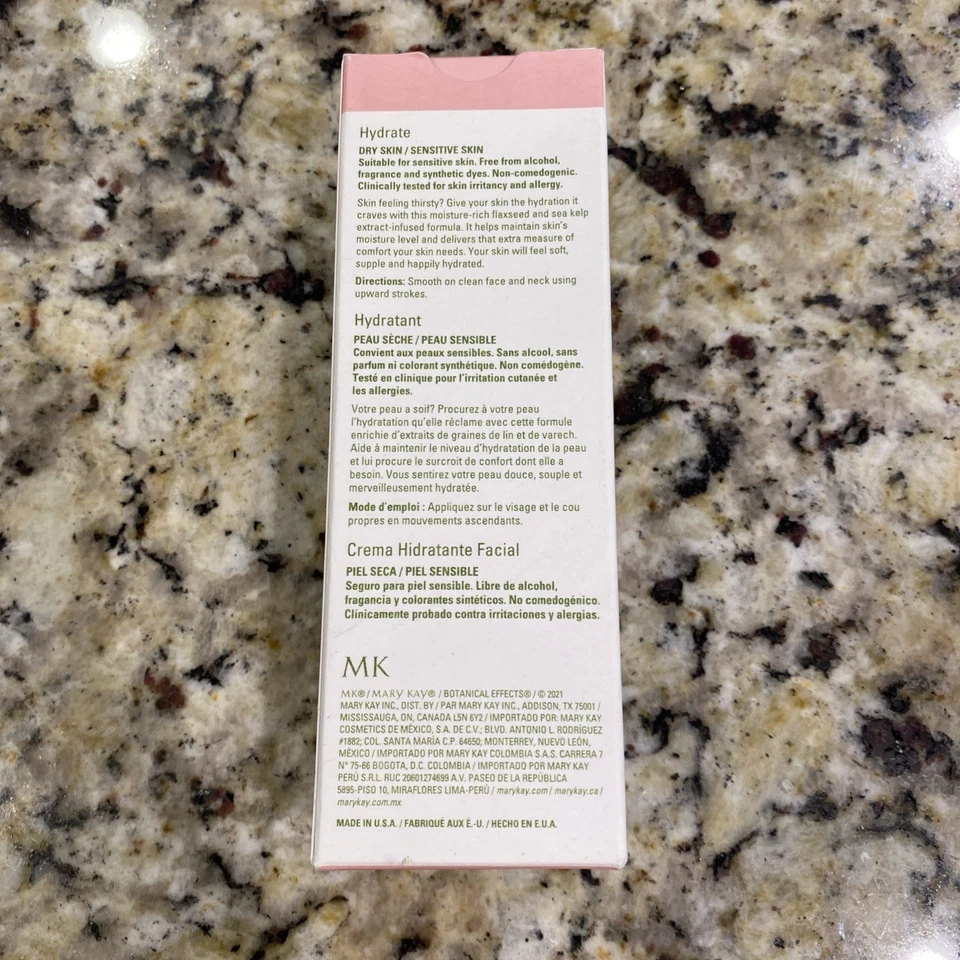 Hydrate
DRY SKIN / SENSITIVE SKIN
Suitable for sensitive skin. Free from alcohol,
fragrance and synthetic dyes. Non-comedogenic.
Clinically tested for skin irritancy and allergy.
Skin feeling thirsty? Give your skin the hydration it
craves with this moisture-rich flaxseed and sea kelp
extract-infused formula. It helps maintain skin's
moisture level and delivers that extra measure of
comfort your skin needs. Your skin will feel soft,
supple and happily hydrated.
Directions: Smooth on clean face and neck using
upward strokes.
Hydratant
PEAU SÈCHE / PEAU SENSIBLE
Convient aux peaux sensibles. Sans alcool, sans
parfum ni colorant synthétique. Non comédogène.
Testé en clinique pour l'irritation cutanée et
les allergies.
Votre peau a soif? Procurez à votre peau
l'hydratation qu'elle réclame avec cette formule
enrichie d'extraits de graines de lin et de varech.
Aide à maintenir le niveau d'hydratation de la peau
et lui procure le surcroit de confort dont elle a
besoin. Vous sentirez votre peau douce, souple et
merveilleusement hydratée.
Mode d'emploi : Appliquez sur le visage et le cou
propres en mouvements ascendants.
Crema Hidratante Facial
PIEL SECA / PIEL SENSIBLE
Seguro para piel sensible. Libre de alcohol,
fragancia y colorantes sintéticos. No comedogénico.
Clínicamente probado contra irritaciones y alergias.
MK
MK® / MARY KAY® / BOTANICAL EFFECTS® / © 2021
MARY KAY INC., DIST. BY / PAR MARY KAY INC., ADDISON, TX 75001 /
MISSISSAUGA, ON, CANADA L5N 6Y2 / IMPORTADO POR: MARY KAY
COSMETICS DE MÉXICO, S.A. DE C.V.; BLVD. ANTONIO L. RODRÍGUEZ
#1882; COL. SANTA MARÍA C.P. 64650; MONTERREY, NUEVO LEÓN,
MÉXICO / IMPORTADO POR MARY KAY COLOMBIA S.A.S. CARRERA 7
N° 75-66 BOGOTA, D.C. COLOMBIA / IMPORTADO POR MARY KAY
PERÚ S.R.L. RUC 20601274699 A.V. PASEO DE LA REPÚBLICA
5895-PISO 10, MIRAFLORES LIMA-PERÚ / marykay.com / marykay.ca /
marykay.com.mx
MADE IN U.S.A. / FABRIQUÉ AUX É.-U. / HECHO EN E.U.A.